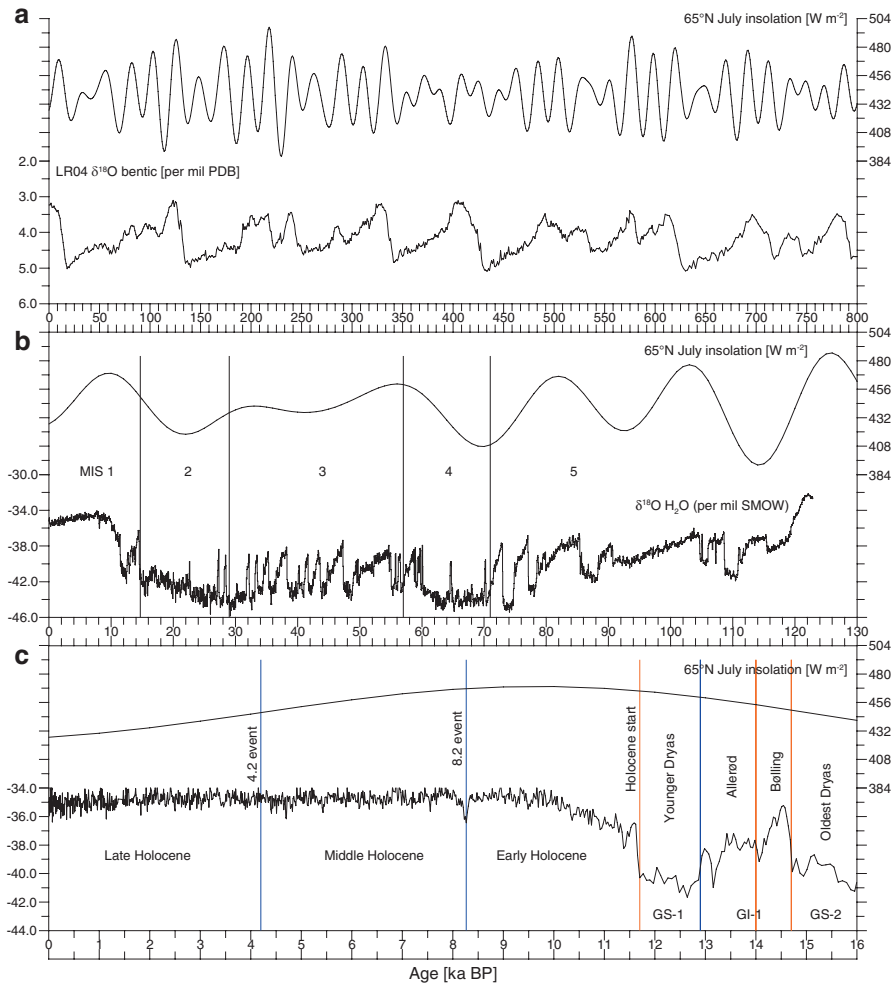 a
65°N July insolation [W m⁻²]
504
480
456
432
408
384
LR04 δ¹⁸O bentic [per mil PDB]
2.0
3.0
4.0
5.0
6.0
0 50 100 150 200 250 300 350 400 450 500 550 600 650 700 750 800
b
65°N July insolation [W m⁻²]
504
480
456
432
408
384
MIS 1 2 3 4 5
δ¹⁸O H₂O (per mil SMOW)
-30.0
-34.0
-38.0
-42.0
-46.0
0 10 20 30 40 50 60 70 80 90 100 110 120 130
c
65°N July insolation [W m⁻²]
504
480
456
432
408
384
4.2 event
8.2 event
Holocene start
Younger Dryas
Allerød
Bølling
Oldest Dryas
-34.0
-36.0
-38.0
-40.0
-44.0
Late Holocene Middle Holocene Early Holocene
GS-1 GI-1 GS-2
0 1 2 3 4 5 6 7 8 9 10 11 12 13 14 15 16
Age [ka BP]